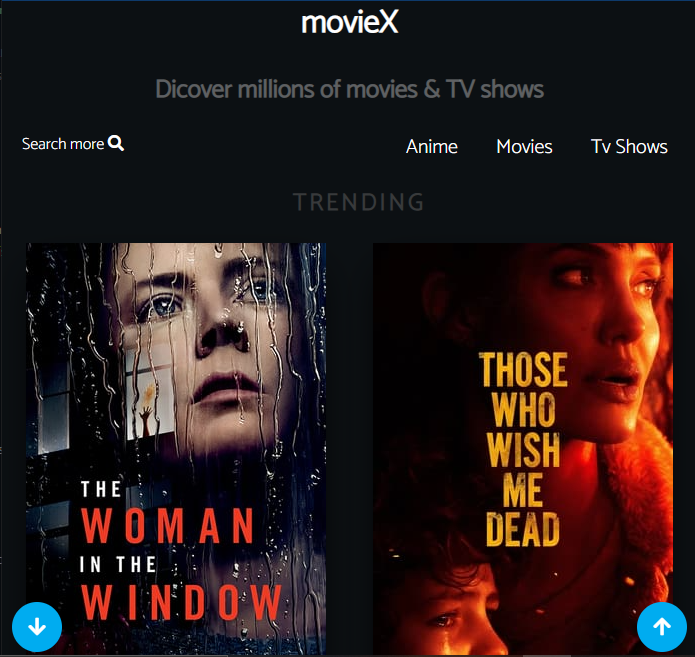 movieX
Dicover millions of movies & TV shows
Search more
Anime Movies Tv Shows
TRENDING
THE
WOMAN
IN THE
WINDOW
THOSE
WHO
WISH
ME
DEAD